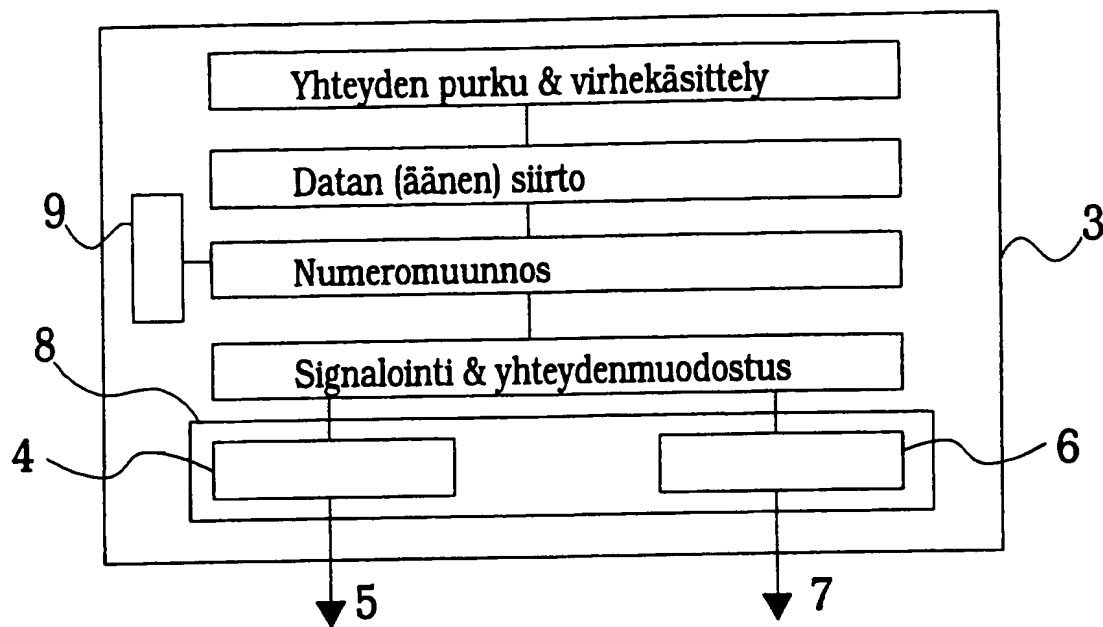 Yhteyden purku & virhekäsittely
Datan (äänen) siirto
9
3
Numeromuunnos
8
Signalointi & yhteydenmuodostus
4
6
5
7